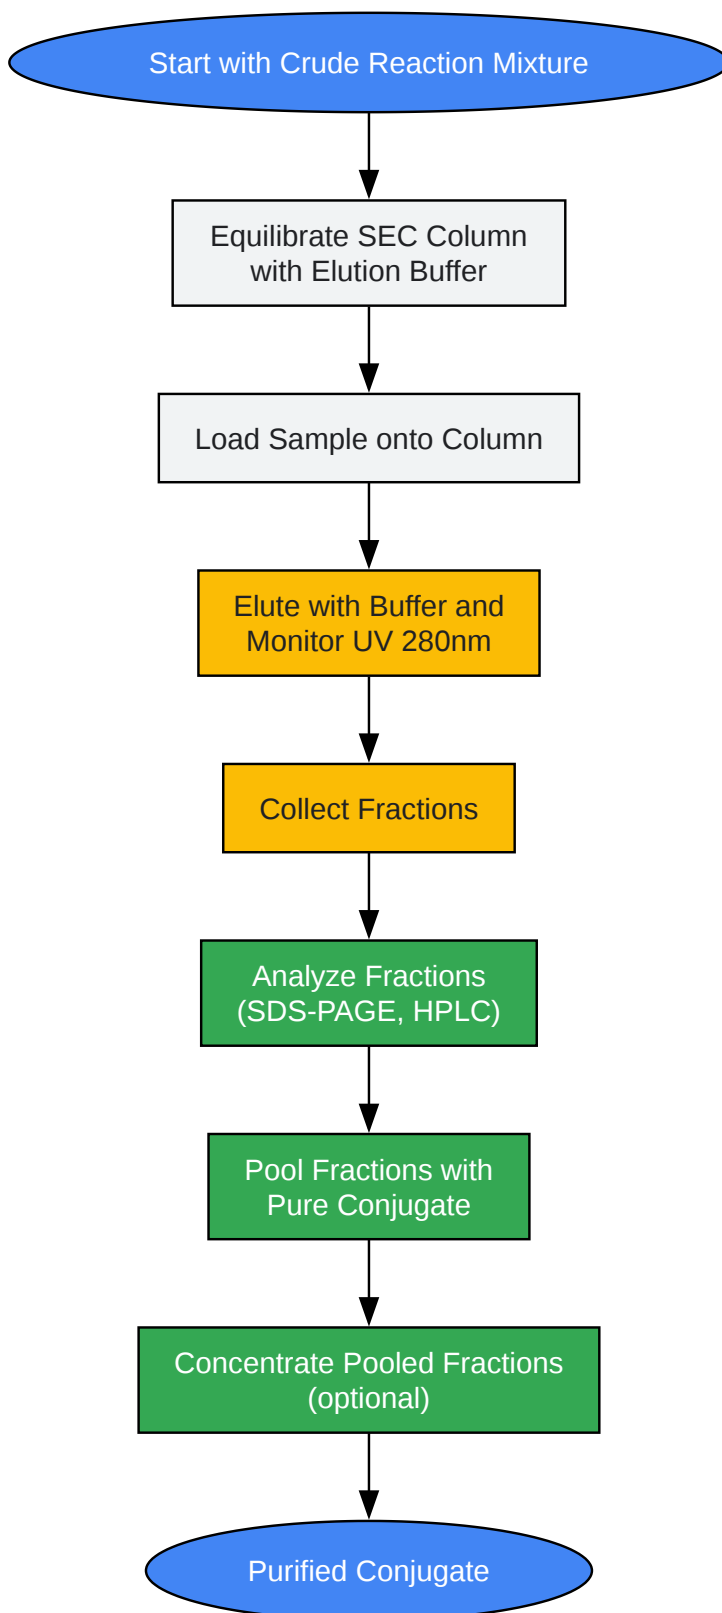 Start with Crude Reaction Mixture
Equilibrate SEC Column
with Elution Buffer
Load Sample onto Column
Elute with Buffer and
Monitor UV 280nm
Collect Fractions
Analyze Fractions
(SDS-PAGE, HPLC)
Pool Fractions with
Pure Conjugate
Concentrate Pooled Fractions
(optional)
Purified Conjugate